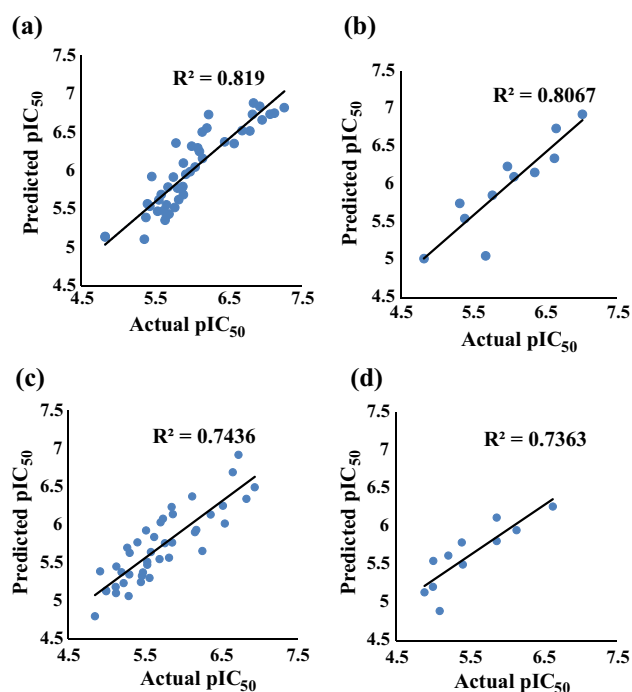 (a)
R² = 0.819
Predicted pIC₅₀
7.5
7
6.5
6
5.5
5
4.5
4.5 5.5 6.5 7.5
Actual pIC₅₀
(b)
R² = 0.8067
Predicted pIC₅₀
7.5
7
6.5
6
5.5
5
4.5
4.5 5.5 6.5 7.5
Actual pIC₅₀
(c)
R² = 0.7436
Predicted pIC₅₀
7.5
7
6.5
6
5.5
5
4.5
4.5 5.5 6.5 7.5
Actual pIC₅₀
(d)
R² = 0.7363
Predicted pIC₅₀
7.5
7
6.5
6
5.5
5
4.5
4.5 5.5 6.5 7.5
Actual pIC₅₀